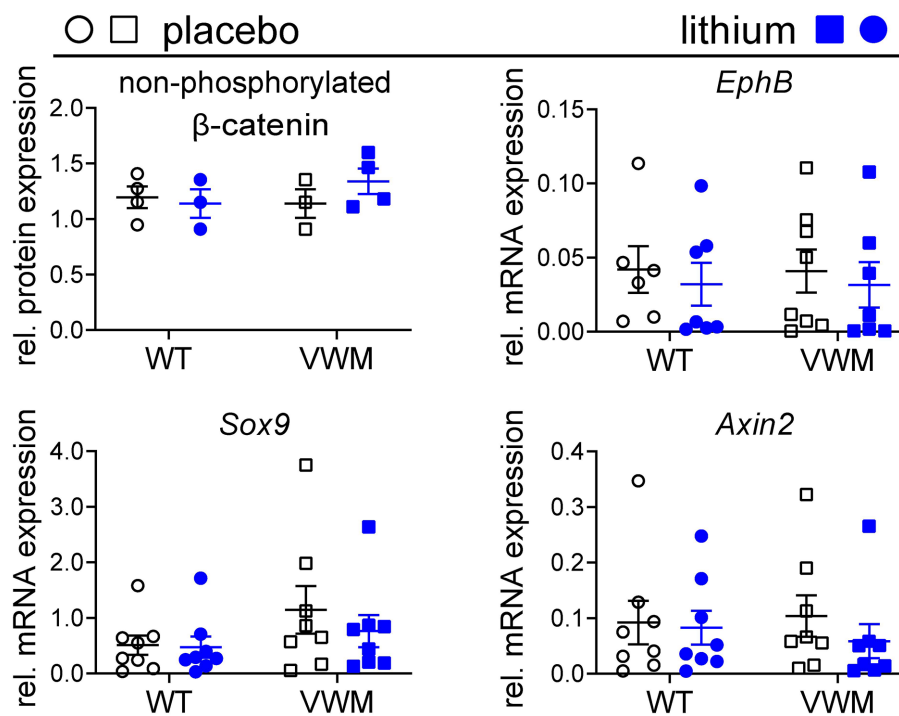 placebo lithium
non-phosphorylated
β-catenin
rel. protein expression
2.0
1.5
1.0
0.5
0.0
WT VWM
EphB
rel. mRNA expression
0.15
0.10
0.05
0.00
WT VWM
Sox9
rel. mRNA expression
4.0
3.0
2.0
1.0
0.0
WT VWM
Axin2
rel. mRNA expression
0.4
0.3
0.2
0.1
0.0
WT VWM